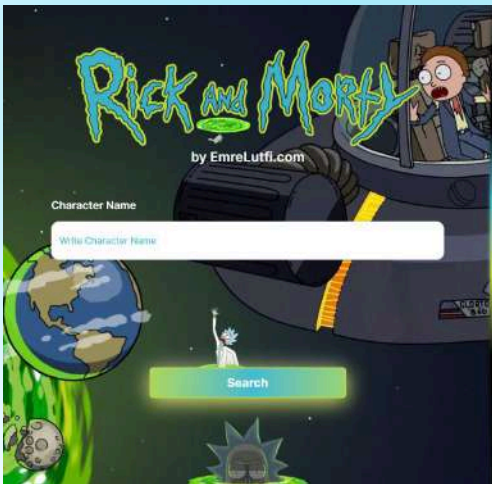 Rick and Morty
by EmreLutfi.com
Character Name
Write Character Name
Search